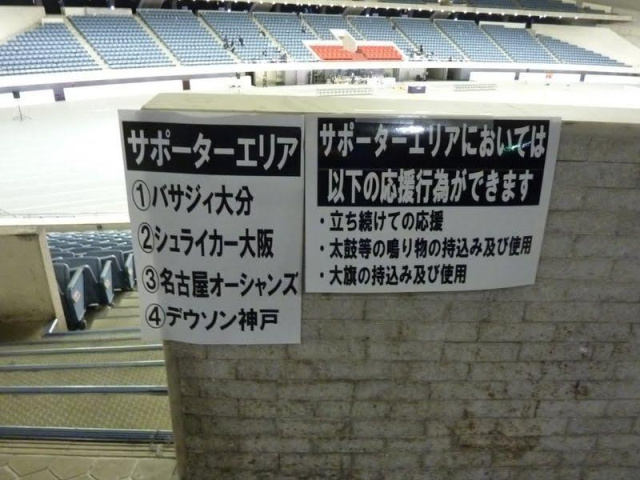 サポーターエリア
①バサジィ大分
②シュライカー大阪
③名古屋オーシャンズ
④デウソン神戸
サポーターエリアにおいては
以下の応援行為ができます
・立ち続けての応援
・太鼓等の鳴り物の持込み及び使用
・大旗の持込み及び使用